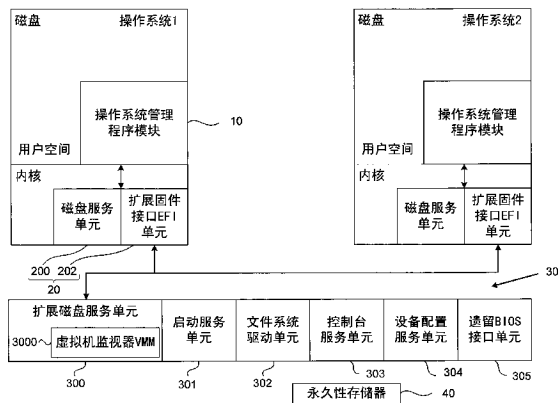 磁盘
操作系统1
操作系统管理
程序模块
10
用户空间
内核
磁盘服务
单元
扩展固件
接口EFI
单元
200
202
20
磁盘
操作系统2
操作系统管理
程序模块
用户空间
内核
磁盘服务
单元
扩展固件
接口EFI
单元
30
扩展磁盘服务单元
3000
虚拟机监视器VMM
300
启动服务
单元
301
文件系统
驱动单元
302
控制台
服务单元
303
设备配置
服务单元
304
遗留BIOS
接口单元
305
永久性存储器
40